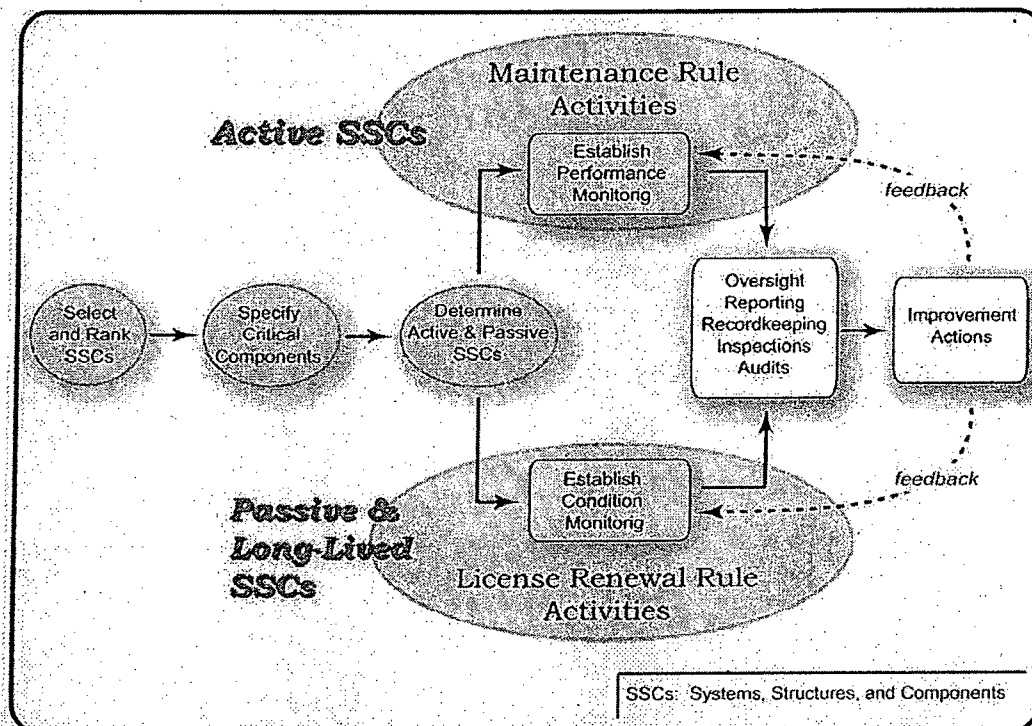 Maintenance Rule
Activities
Active SSCs
Establish
Performance
Monitorig
feedback
Select
and Rank
SSCs
Specify
Critical
Components
Determine
Active & Passive
SSCs
Oversight
Reporting
Recordkeeping
Inspections
Audits
Improvement
Actions
feedback
Establish
Condition
Monitorig
Passive &
Long-Lived
SSCs
License Renewal Rule
Activities
SSCs: Systems, Structures, and Components